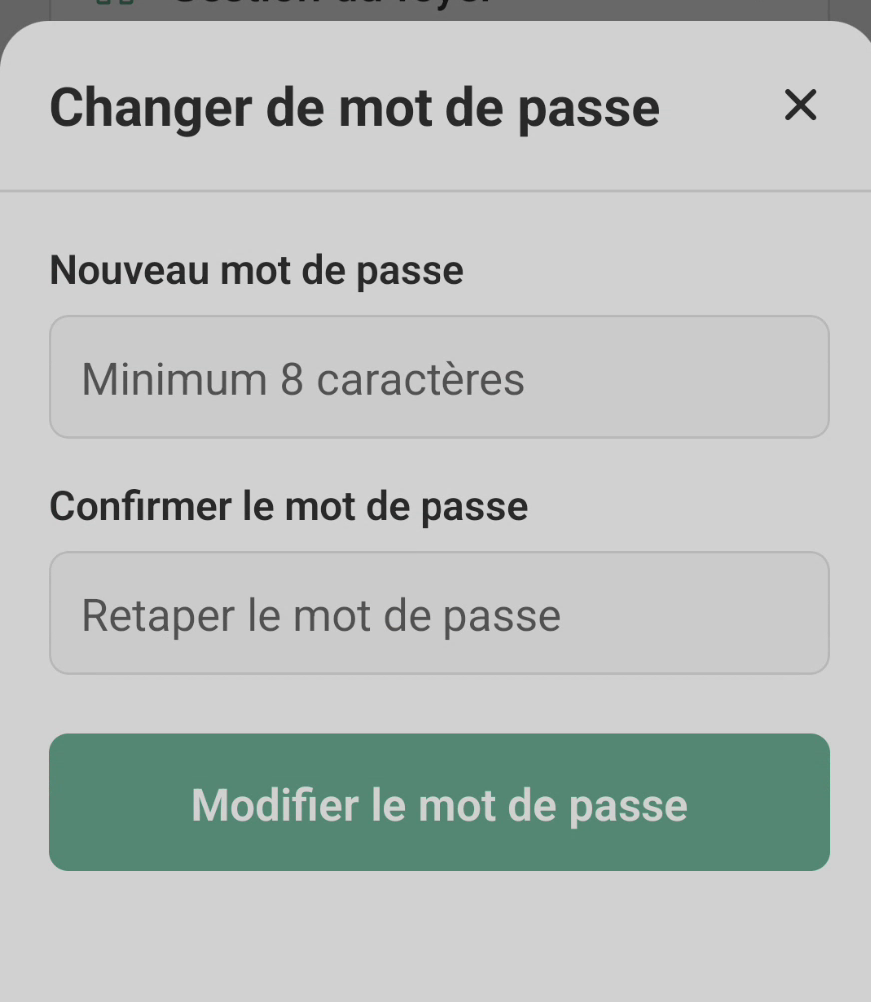 Changer de mot de passe
Nouveau mot de passe
Minimum 8 caractères
Confirmer le mot de passe
Retaper le mot de passe
Modifier le mot de passe